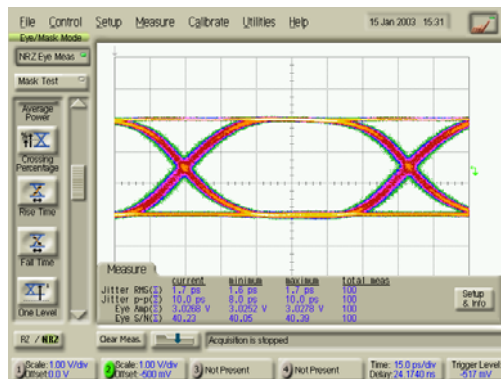 File Control Setup Measure Calibrate Utilities Help 15 Jan 2003 15:31
Eye/Mask Mode
NRZ Eye Meas
Mask Test
Average
Power
Crossing
Percentage
Rise Time
Fall Time
One Level
Measure
current minimum maximum total meas
Jitter RMS(Σ) 1.7 ps 1.6 ps 1.7 ps 100
Jitter p-p(Σ) 10.0 ps 8.0 ps 10.0 ps 100
Eye Amp.(Σ) 3.0268 V 3.0252 V 3.0278 V 100
Eye S/N(Σ) 40.23 40.05 40.39 100
Setup
& Info
RZ / NRZ
Clear Meas.
Acquisition is stopped
1 Scale: 1.00 V/div
Offset: 0.0 V
2 Scale: 1.00 V/div
Offset: -500 mV
3 Not Present
4 Not Present
Time: 15.0 ps/div
Delay: 24.1740 ns
Trigger Level
-517 mV